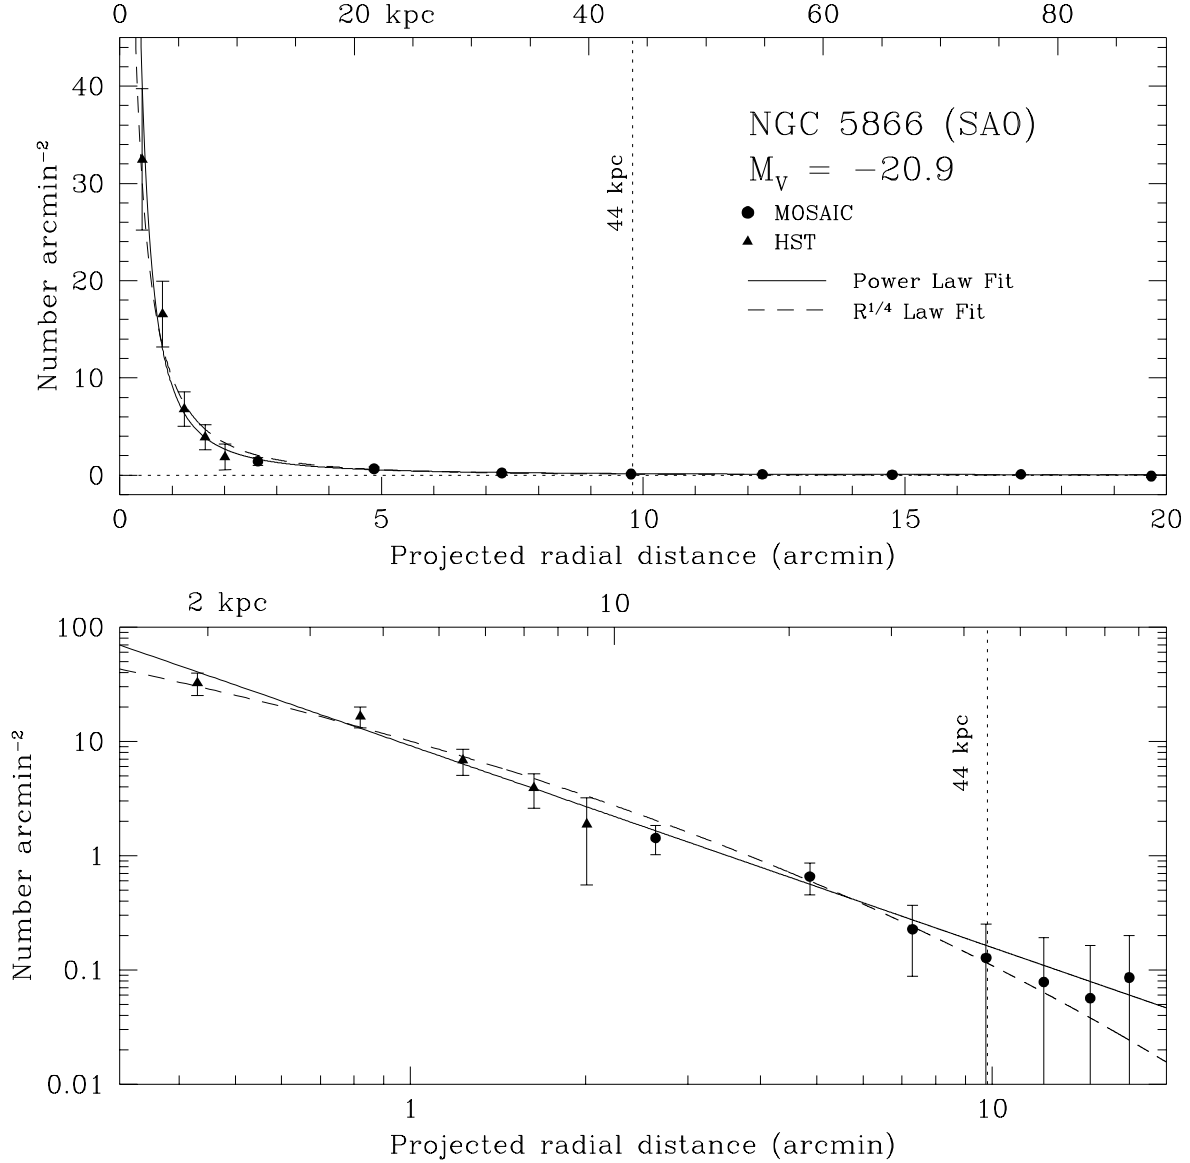 0 20 kpc 40 60 80
40
30
20
10
0
Number arcmin⁻²
44 kpc
NGC 5866 (SA0)
M_V = −20.9
MOSAIC
HST
Power Law Fit
R^1/4 Law Fit
0 5 10 15 20
Projected radial distance (arcmin)
2 kpc 10
100
10
1
0.1
0.01
Number arcmin⁻²
44 kpc
1 10
Projected radial distance (arcmin)